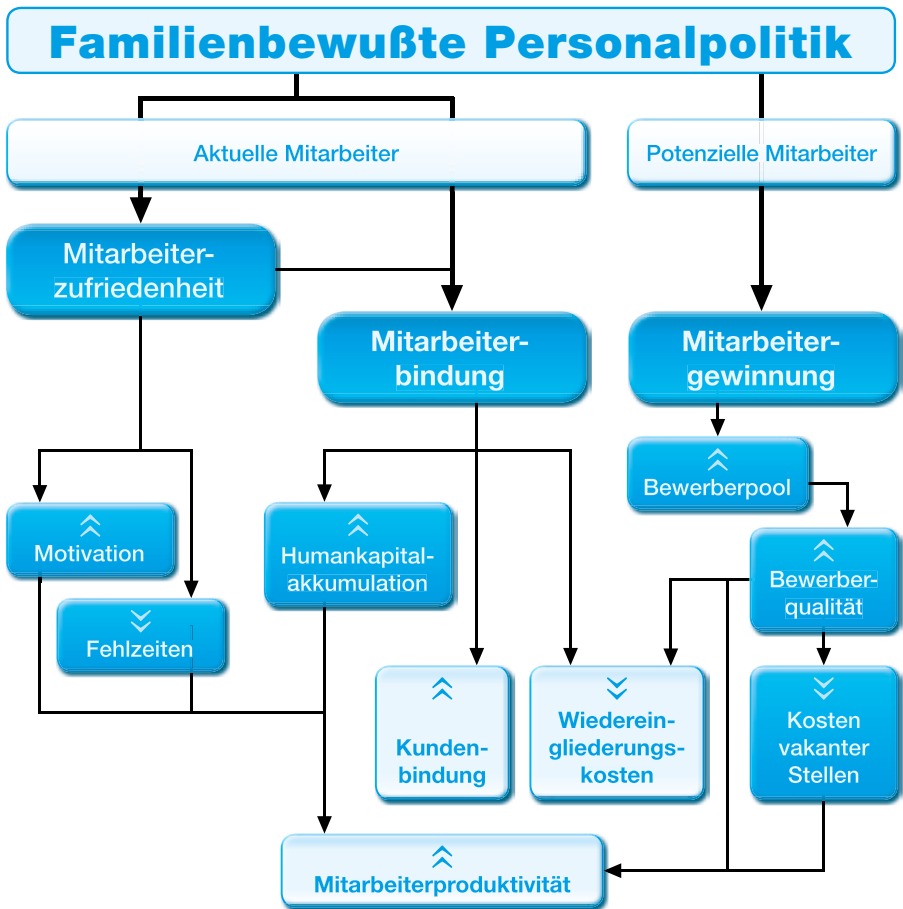 Familienbewußte Personalpolitik
Aktuelle Mitarbeiter
Potenzielle Mitarbeiter
Mitarbeiter-
zufriedenheit
Mitarbeiter-
bindung
Mitarbeiter-
gewinnung
Bewerberpool
Motivation
Humankapital-
akkumulation
Bewerber-
qualität
Fehlzeiten
Kunden-
bindung
Wiederein-
gliederungs-
kosten
Kosten
vakanter
Stellen
Mitarbeiterproduktivität